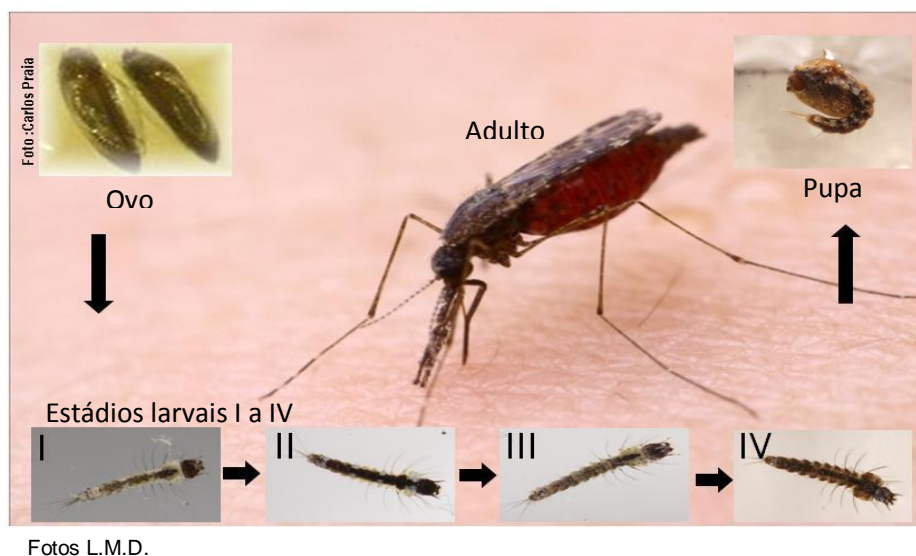 Foto :Carlos Praia
Ovo
Adulto
Pupa
Estádios larvais I a IV
I
II
III
IV
Fotos L.M.D.